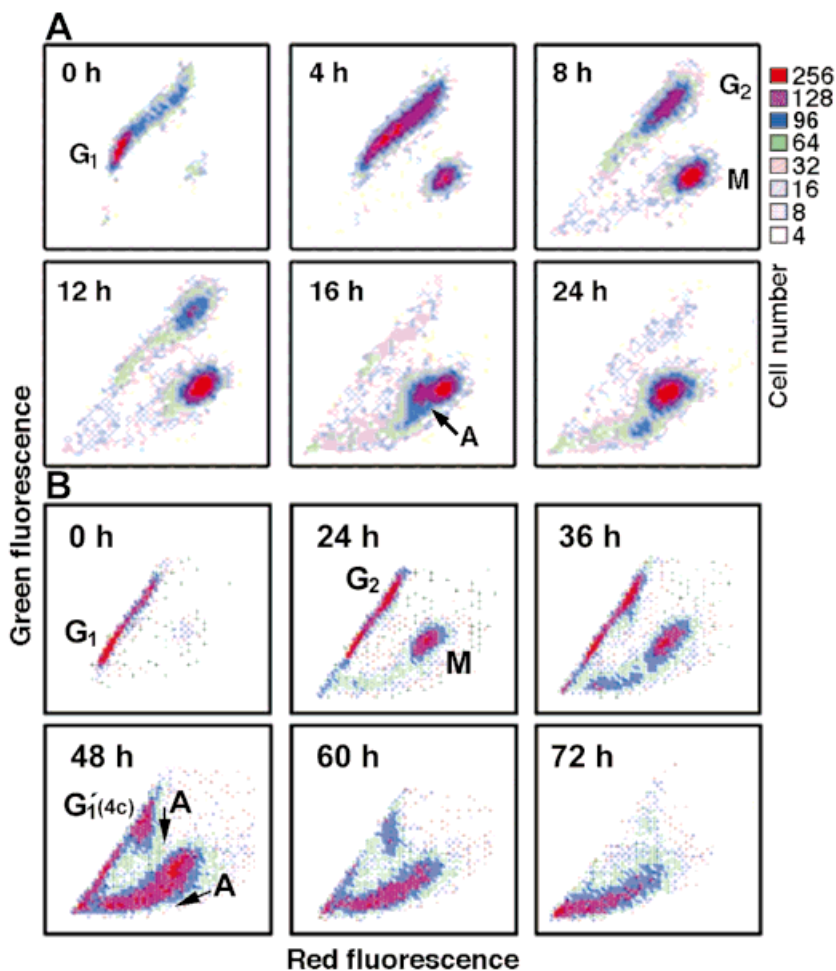 A
0 h
4 h
8 h
G₁
G₂
M
256
128
96
64
32
16
8
4
Cell number
12 h
16 h
24 h
A
Green fluorescence
B
0 h
24 h
36 h
G₁
G₂
M
48 h
60 h
72 h
G₁´(4c)
A
A
Red fluorescence